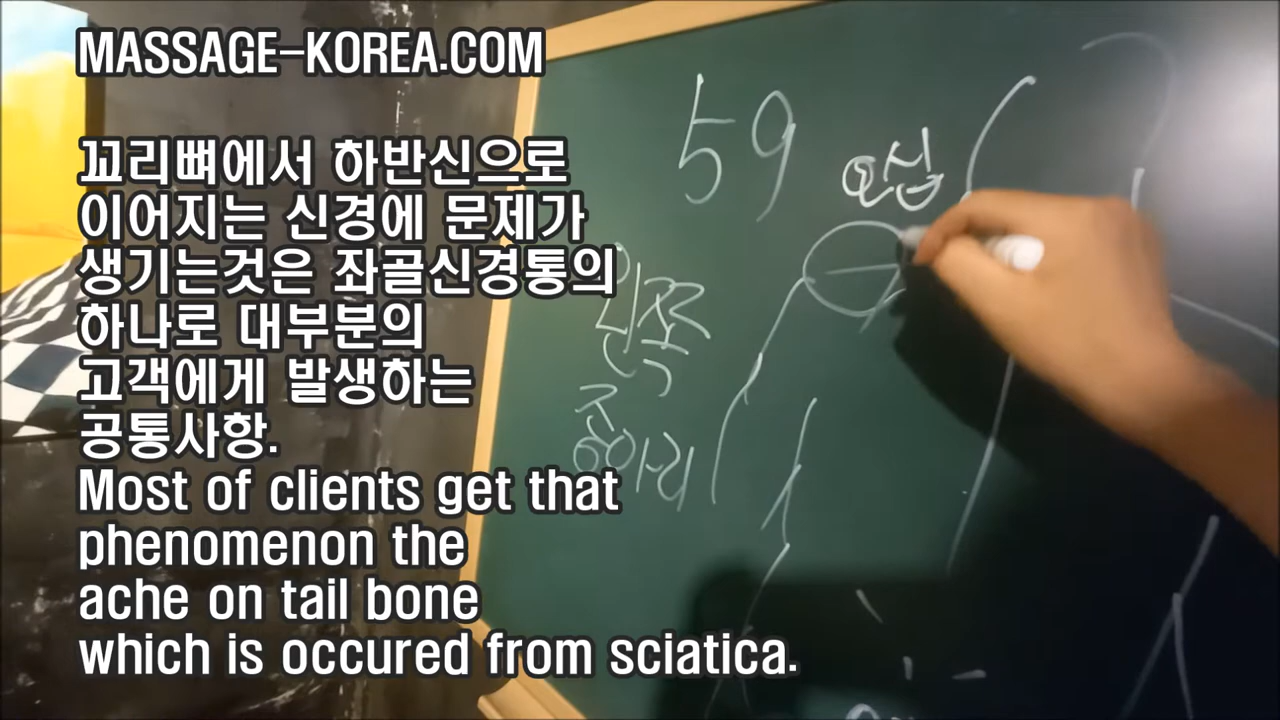 MASSAGE-KOREA.COM
꼬리뼈에서 하반신으로
이어지는 신경에 문제가
생기는것은 좌골신경통의
하나로 대부분의
고객에게 발생하는
공통사항.
Most of clients get that
phenomenon the
ache on tail bone
which is occured from sciatica.
59
종아리